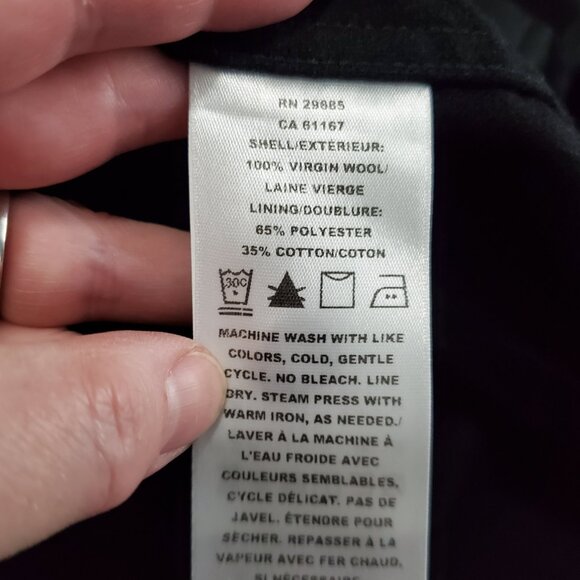 RN 29885
CA 61167
SHELL/EXTÉRIEUR:
100% VIRGIN WOOL/
LAINE VIERGE
LINING/DOUBLURE:
65% POLYESTER
35% COTTON/COTON
30C
MACHINE WASH WITH LIKE
COLORS, COLD, GENTLE
CYCLE. NO BLEACH. LINE
DRY. STEAM PRESS WITH
WARM IRON, AS NEEDED./
LAVER À LA MACHINE À
L'EAU FROIDE AVEC
COULEURS SEMBLABLES,
CYCLE DÉLICAT. PAS DE
JAVEL. ÉTENDRE POUR
SÉCHER. REPASSER À LA
VAPEUR AVEC FER CHAUD,
SI NÉCESSAIRE